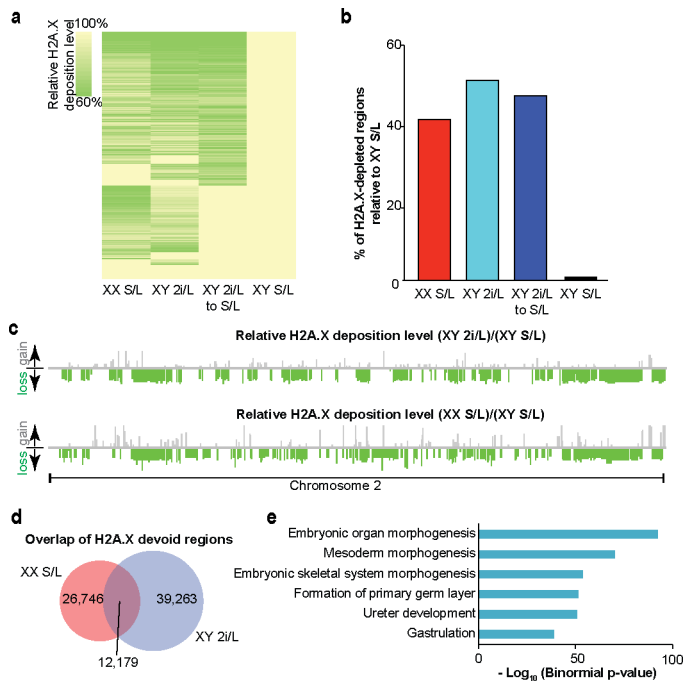 a
Relative H2A.X
deposition level
100%
60%
XX S/L
XY 2i/L
XY 2i/L
to S/L
XY S/L
b
% of H2A.X-depleted regions
relative to XY S/L
60
40
20
0
XX S/L
XY 2i/L
XY 2i/L
to S/L
XY S/L
c
Relative H2A.X deposition level (XY 2i/L)/(XY S/L)
loss gain
Relative H2A.X deposition level (XX S/L)/(XY S/L)
loss gain
Chromosome 2
d
Overlap of H2A.X devoid regions
XX S/L
26,746
39,263
XY 2i/L
12,179
e
Embryonic organ morphogenesis
Mesoderm morphogenesis
Embryonic skeletal system morphogenesis
Formation of primary germ layer
Ureter development
Gastrulation
0
50
100
- Log10 (Binormial p-value)